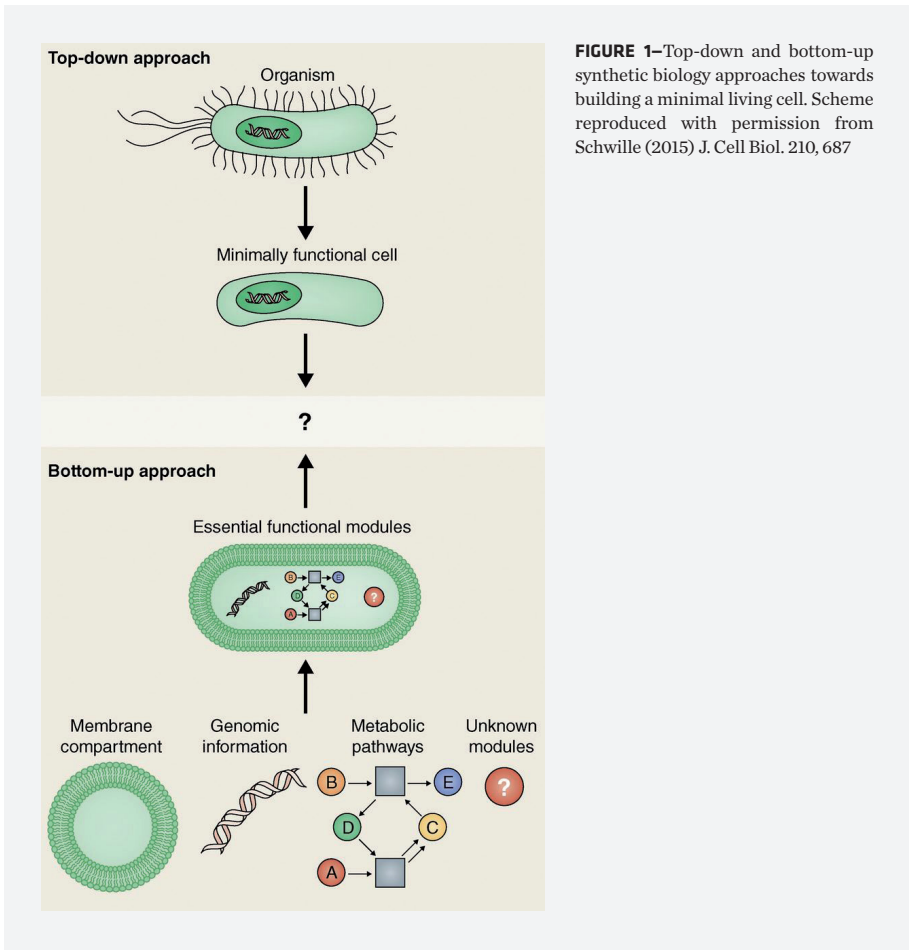 Top-down approach
Organism
Minimally functional cell
?
Bottom-up approach
Essential functional modules
B E
D C
A
?
Membrane
compartment
Genomic
information
Metabolic
pathways
Unknown
modules
B E
D C
A
?
FIGURE 1–Top-down and bottom-up
synthetic biology approaches towards
building a minimal living cell. Scheme
reproduced with permission from
Schwille (2015) J. Cell Biol. 210, 687